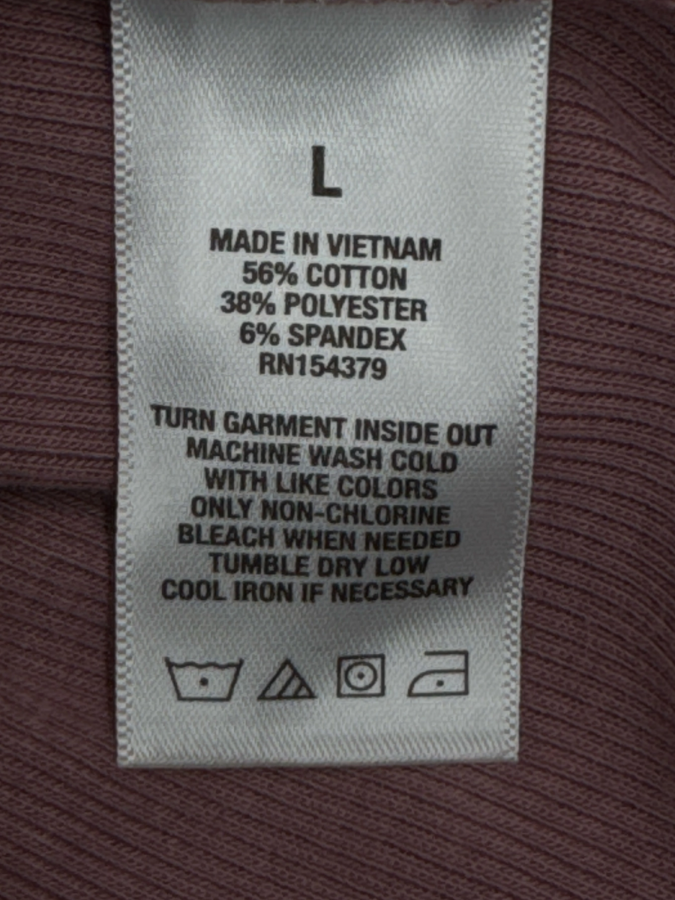 L
MADE IN VIETNAM
56% COTTON
38% POLYESTER
6% SPANDEX
RN154379
TURN GARMENT INSIDE OUT
MACHINE WASH COLD
WITH LIKE COLORS
ONLY NON-CHLORINE
BLEACH WHEN NEEDED
TUMBLE DRY LOW
COOL IRON IF NECESSARY